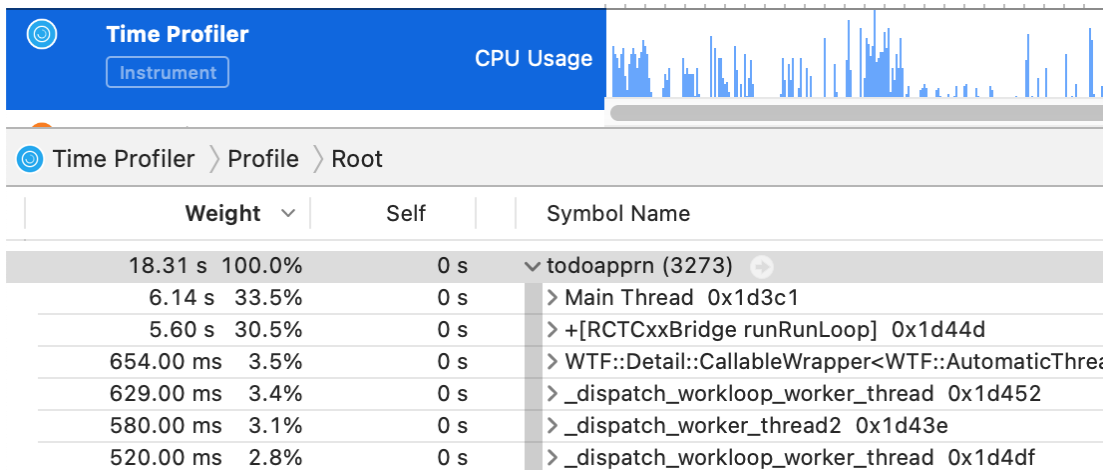 Time Profiler
Instrument
CPU Usage
Time Profiler Profile Root
Weight Self Symbol Name
18.31 s 100.0% 0 s todoapprn (3273)
6.14 s 33.5% 0 s Main Thread 0x1d3c1
5.60 s 30.5% 0 s +[RCTCxxBridge runRunLoop] 0x1d44d
654.00 ms 3.5% 0 s WTF::Detail::CallableWrapper<WTF::AutomaticThrea
629.00 ms 3.4% 0 s _dispatch_workloop_worker_thread 0x1d452
580.00 ms 3.1% 0 s _dispatch_worker_thread2 0x1d43e
520.00 ms 2.8% 0 s _dispatch_workloop_worker_thread 0x1d4df